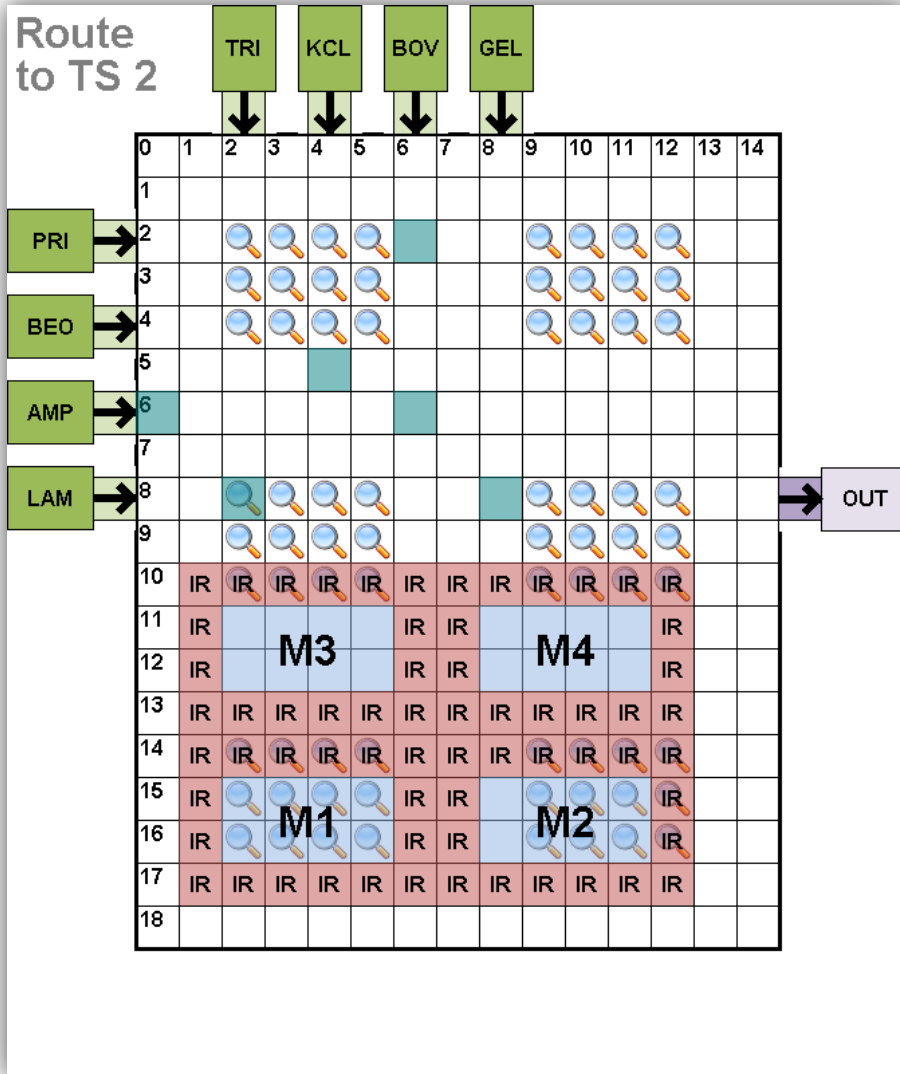 Route
to TS 2
TRI KCL BOV GEL
0 1 2 3 4 5 6 7 8 9 10 11 12 13 14
1
PRI 2
3
BEO 4
5
AMP 6
7
LAM 8 OUT
9
10 IR IR IR IR IR IR IR IR IR IR IR IR
11 IR IR IR IR
M3 M4
12 IR IR IR IR
13 IR IR IR IR IR IR IR IR IR IR IR IR
14 IR IR IR IR IR IR IR IR IR IR IR IR
15 IR IR IR IR
M1 M2
16 IR IR IR IR
17 IR IR IR IR IR IR IR IR IR IR IR IR
18